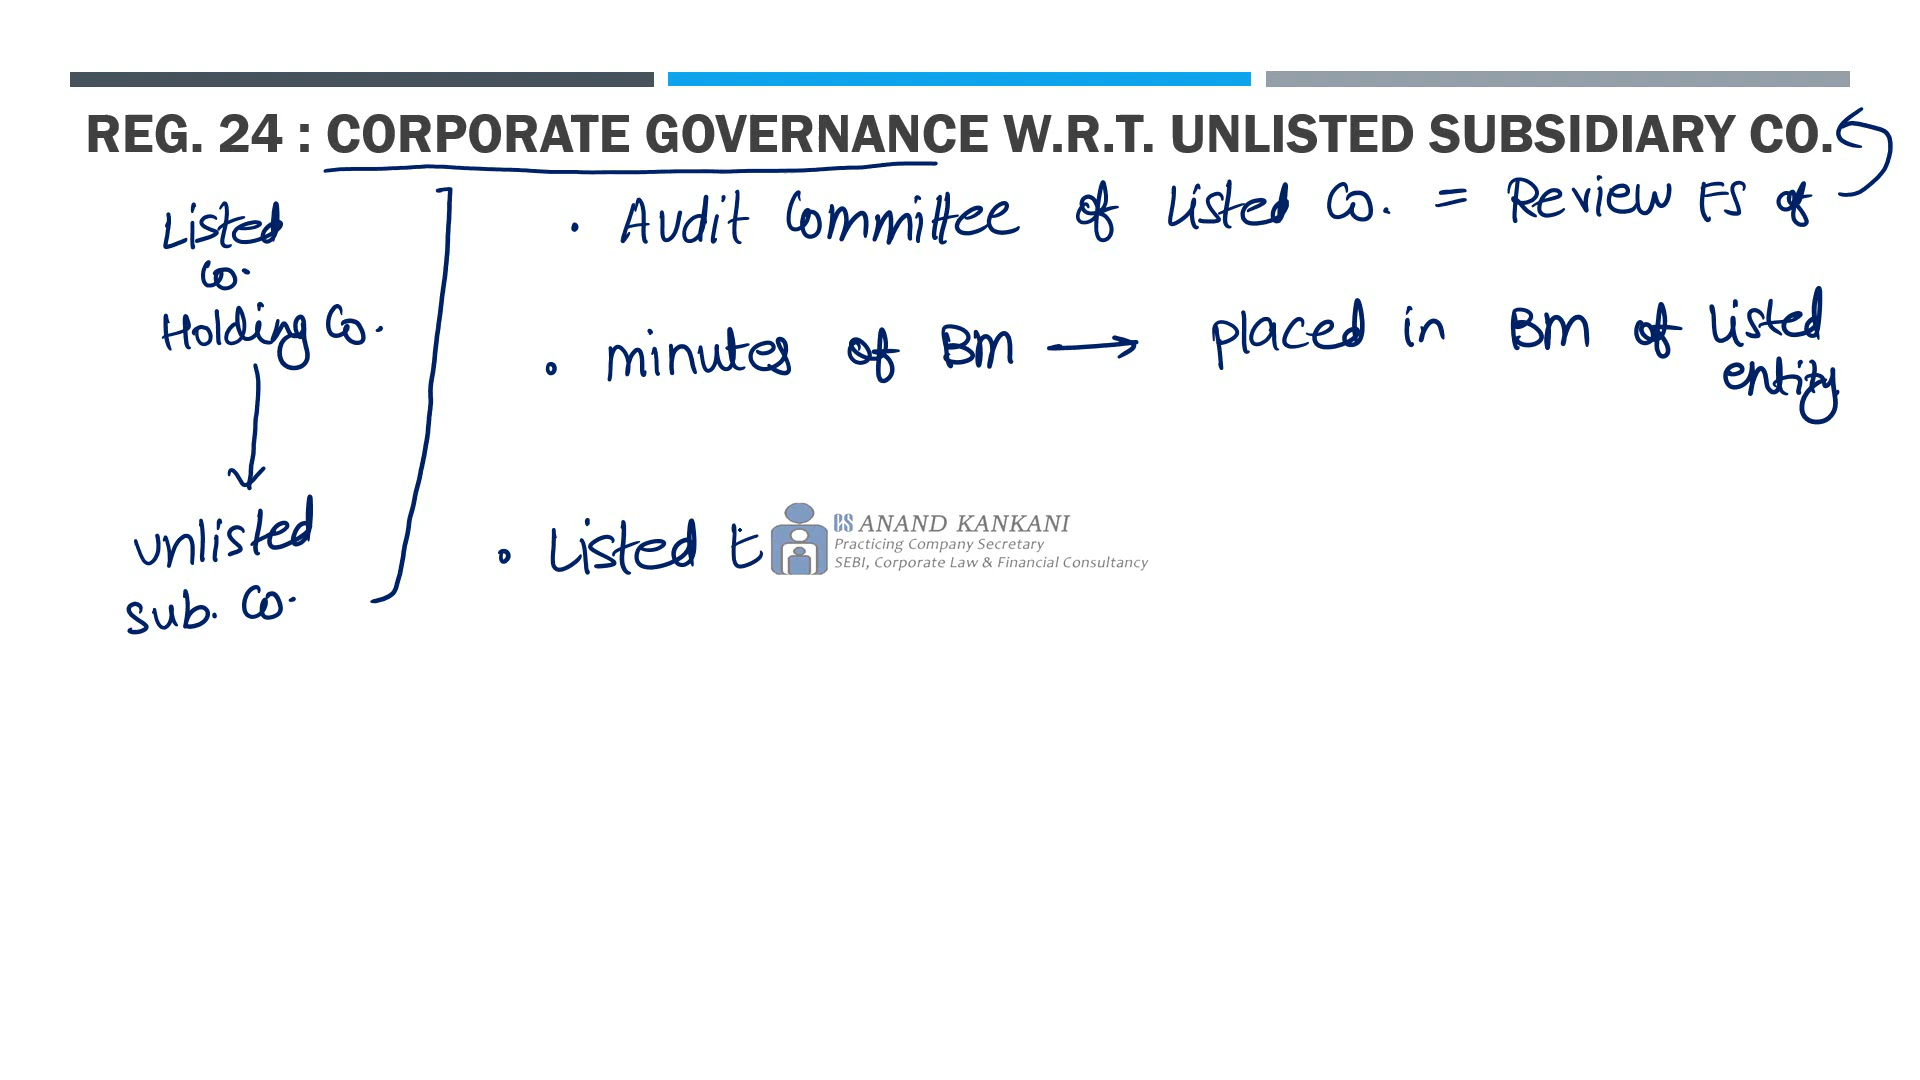 REG. 24 : CORPORATE GOVERNANCE W.R.T. UNLISTED SUBSIDIARY CO.
Listed
Co.
Holding Co.
unlisted
sub. Co.
• Audit Committee of Listed Co. = Review FS of
• minutes of BM → placed in BM of Listed
entity
• Listed E
CS ANAND KANKANI
Practicing Company Secretary
SEBI, Corporate Law & Financial Consultancy